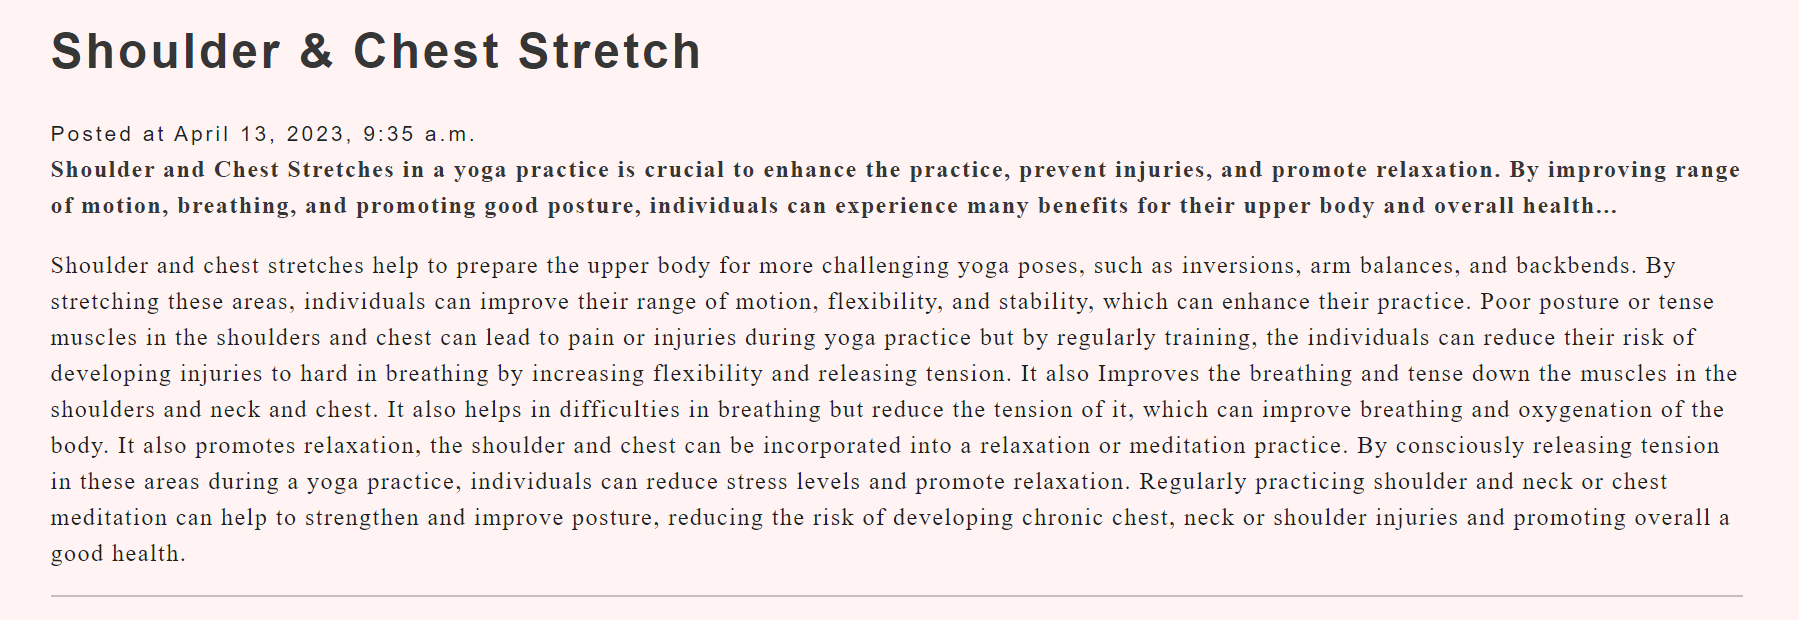 Shoulder & Chest Stretch
Posted at April 13, 2023, 9:35 a.m.
Shoulder and Chest Stretches in a yoga practice is crucial to enhance the practice, prevent injuries, and promote relaxation. By improving range
of motion, breathing, and promoting good posture, individuals can experience many benefits for their upper body and overall health...
Shoulder and chest stretches help to prepare the upper body for more challenging yoga poses, such as inversions, arm balances, and backbends. By
stretching these areas, individuals can improve their range of motion, flexibility, and stability, which can enhance their practice. Poor posture or tense
muscles in the shoulders and chest can lead to pain or injuries during yoga practice but by regularly training, the individuals can reduce their risk of
developing injuries to hard in breathing by increasing flexibility and releasing tension. It also Improves the breathing and tense down the muscles in the
shoulders and neck and chest. It also helps in difficulties in breathing but reduce the tension of it, which can improve breathing and oxygenation of the
body. It also promotes relaxation, the shoulder and chest can be incorporated into a relaxation or meditation practice. By consciously releasing tension
in these areas during a yoga practice, individuals can reduce stress levels and promote relaxation. Regularly practicing shoulder and neck or chest
meditation can help to strengthen and improve posture, reducing the risk of developing chronic chest, neck or shoulder injuries and promoting overall a
good health.